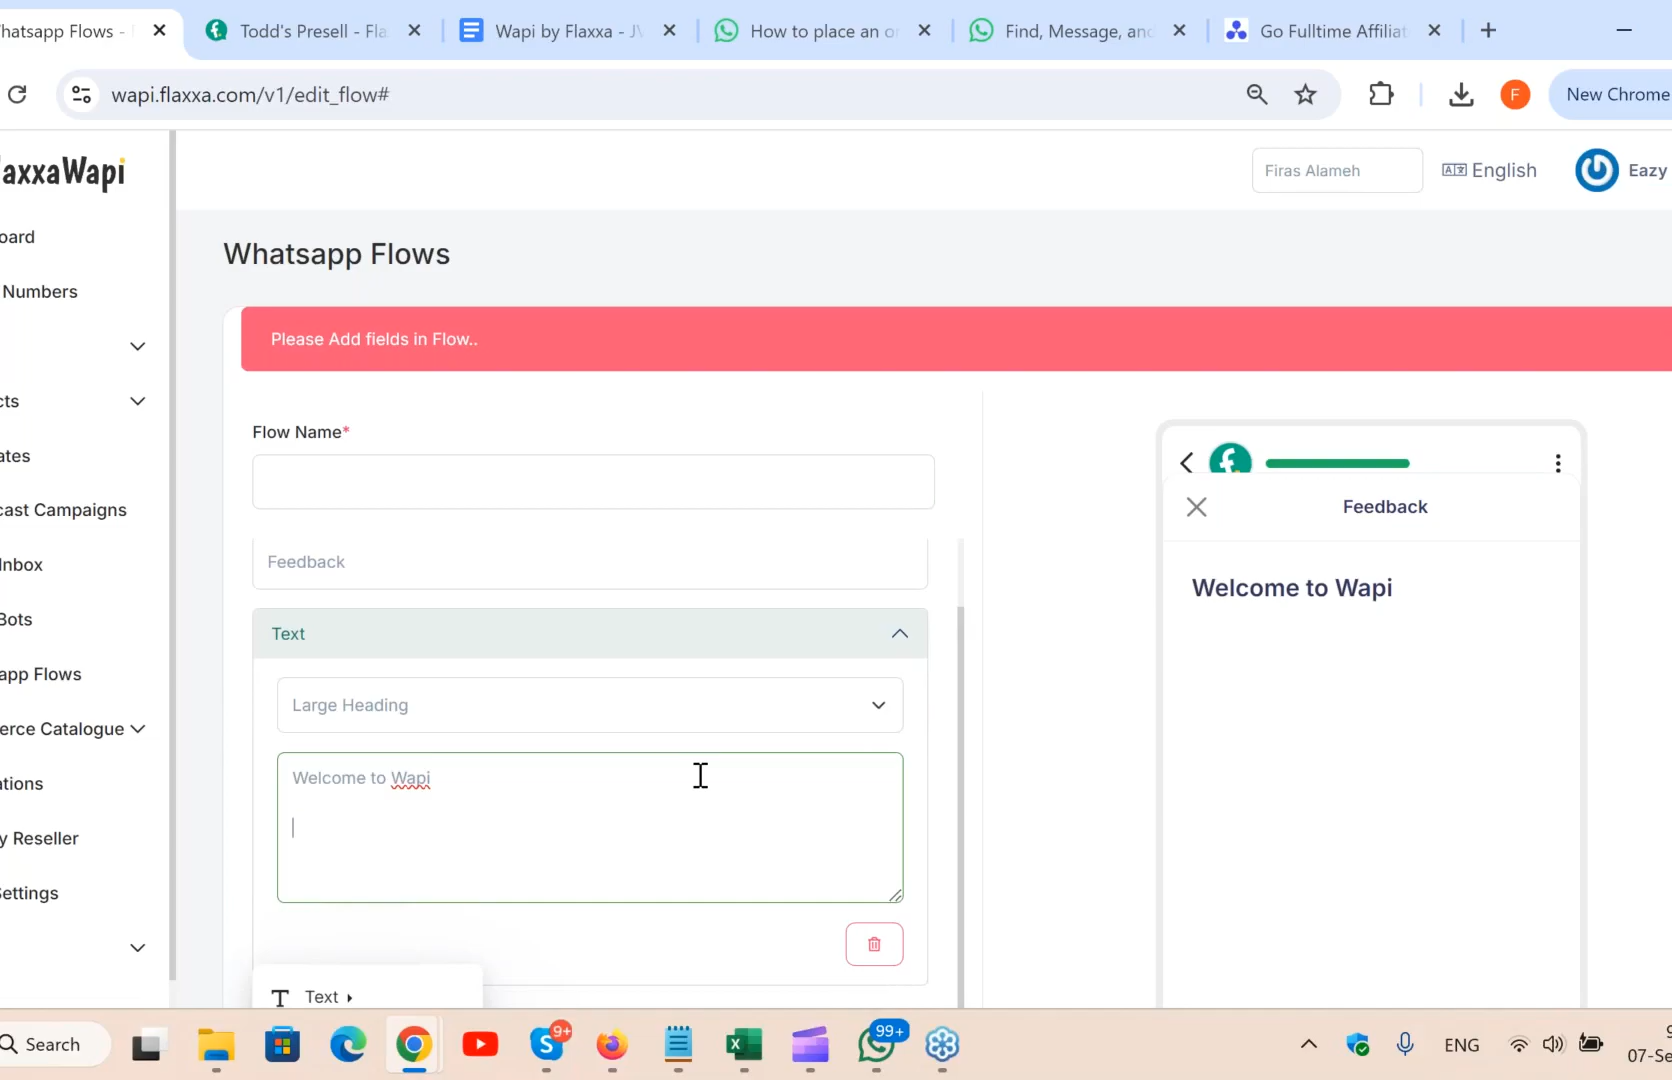 hatsapp Flows -
Todd's Presell - Fla
Wapi by Flaxxa - JV
How to place an or
Find, Message, and
Go Fulltime Affiliat
wapi.flaxxa.com/v1/edit_flow#
F
New Chrome
laxxaWapi
Firas Alameh
English
Eazy
oard
Numbers
cts
ates
cast Campaigns
Inbox
Bots
app Flows
erce Catalogue
ations
y Reseller
Settings
Whatsapp Flows
Please Add fields in Flow..
Flow Name*
Feedback
Text
Large Heading
Welcome to Wapi
T Text
Feedback
Welcome to Wapi
Search
9+
99+
ENG
07-Se